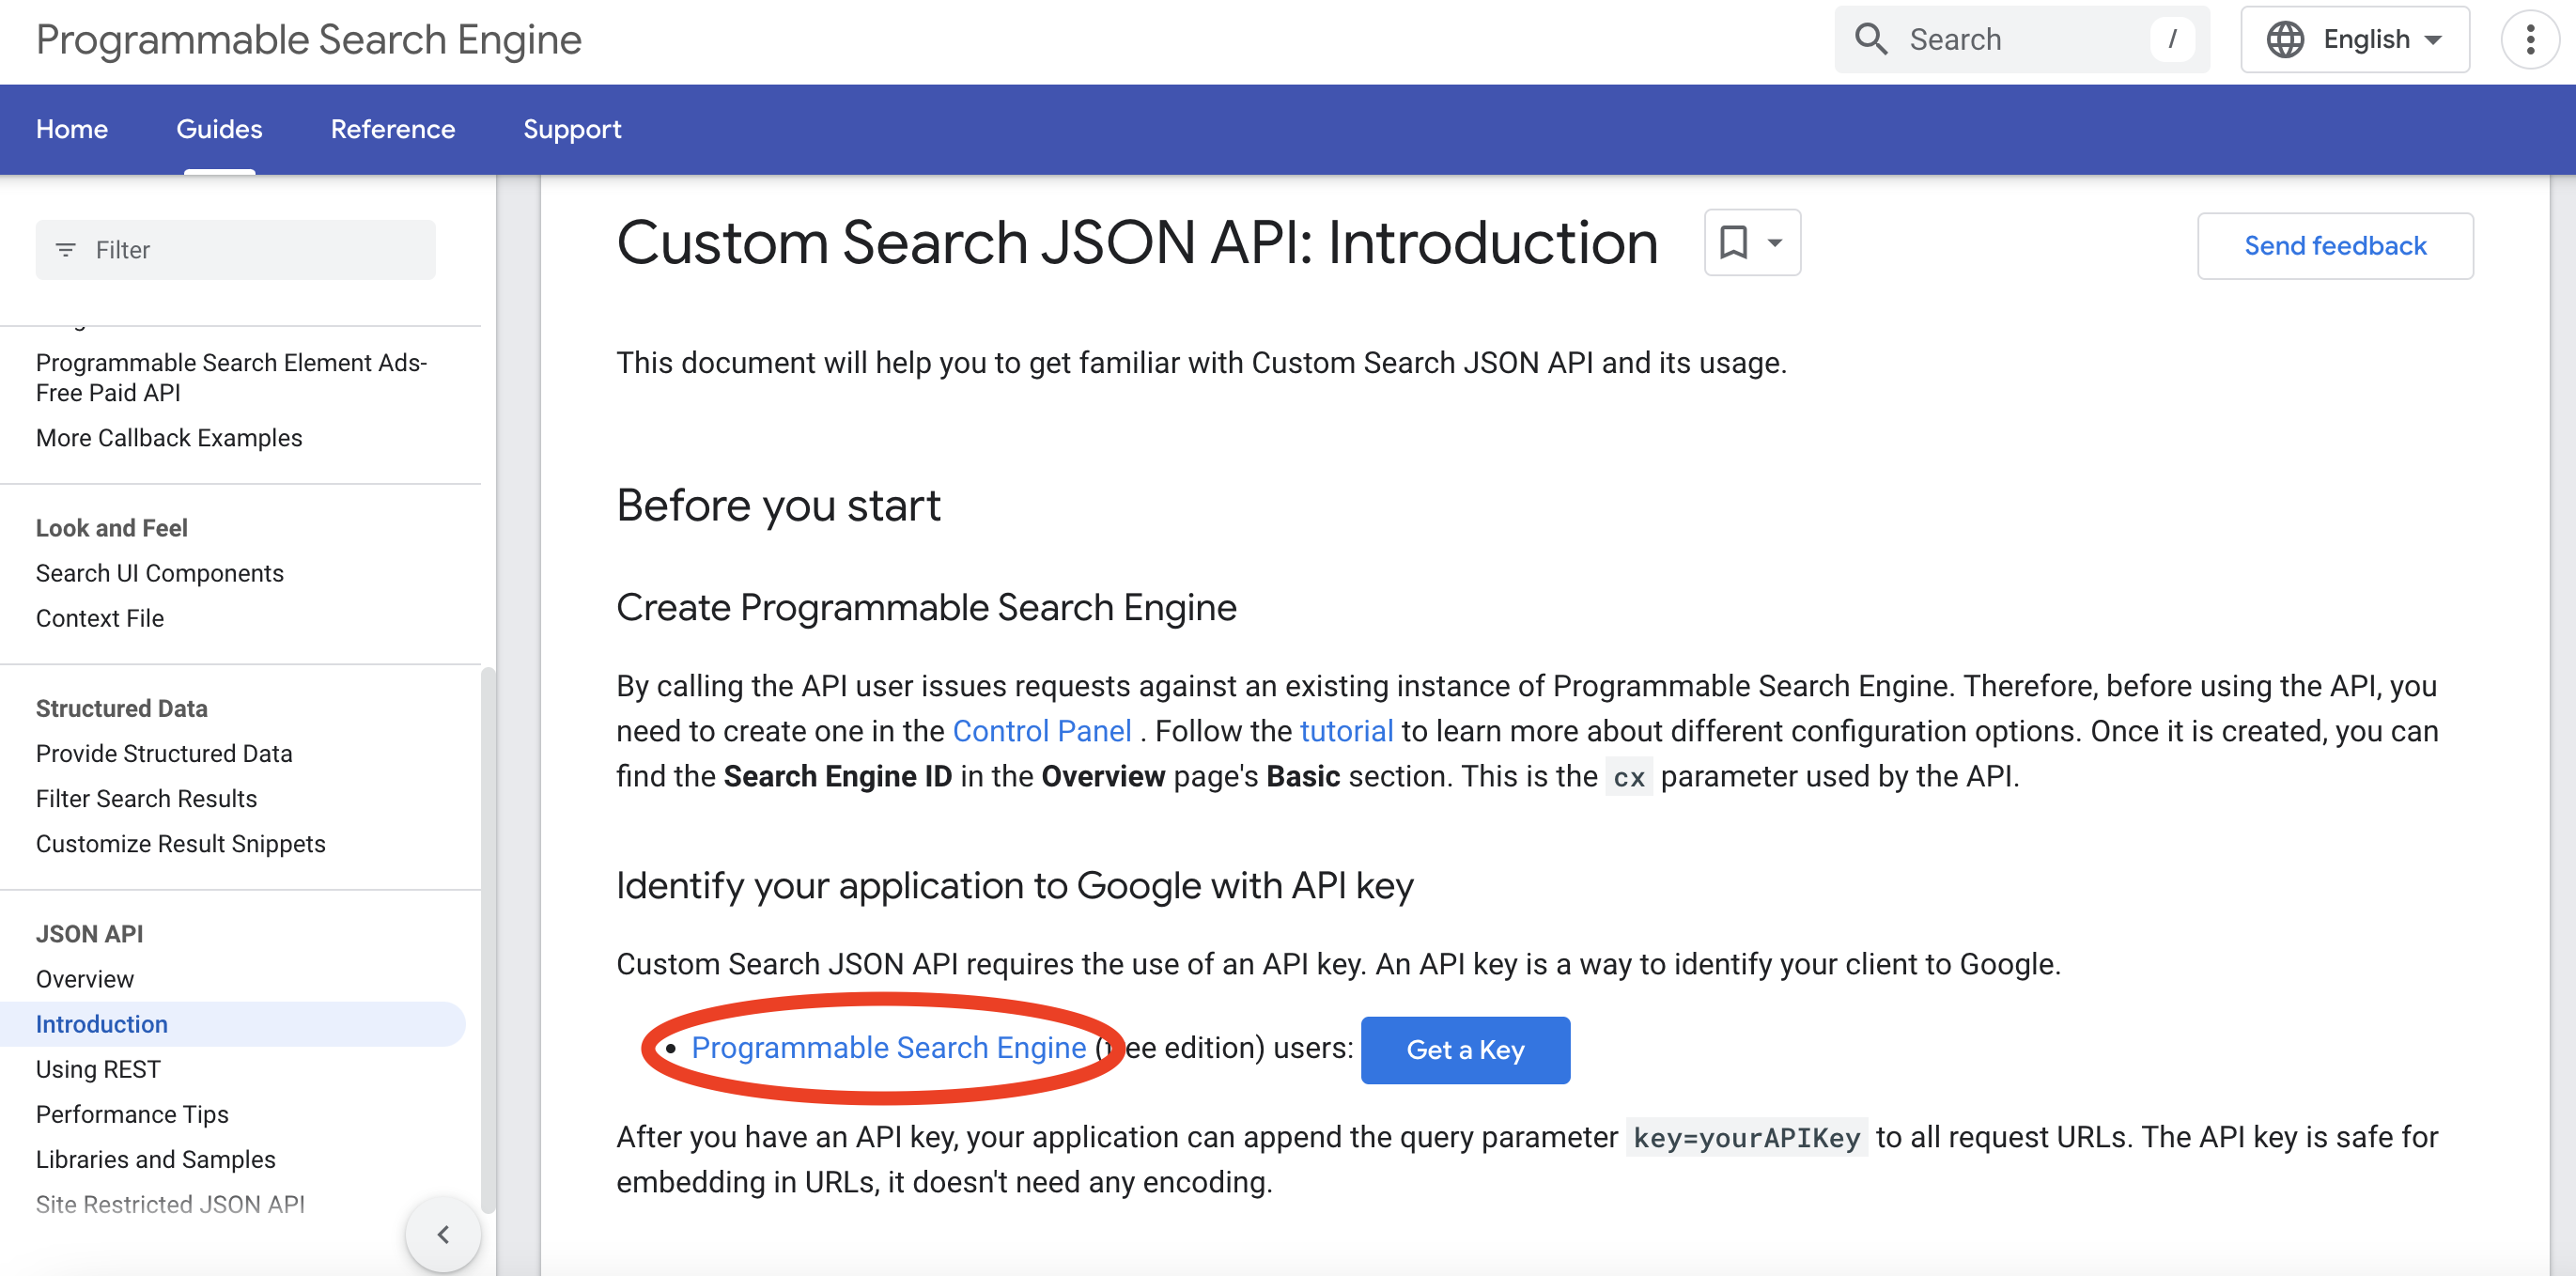 Programmable Search Engine
Search
/
English
Home
Guides
Reference
Support
Filter
Programmable Search Element Ads-
Free Paid API
More Callback Examples
Look and Feel
Search UI Components
Context File
Structured Data
Provide Structured Data
Filter Search Results
Customize Result Snippets
JSON API
Overview
Introduction
Using REST
Performance Tips
Libraries and Samples
Site Restricted JSON API
Custom Search JSON API: Introduction
Send feedback
This document will help you to get familiar with Custom Search JSON API and its usage.
Before you start
Create Programmable Search Engine
By calling the API user issues requests against an existing instance of Programmable Search Engine. Therefore, before using the API, you
need to create one in the Control Panel . Follow the tutorial to learn more about different configuration options. Once it is created, you can
find the Search Engine ID in the Overview page's Basic section. This is the cx parameter used by the API.
Identify your application to Google with API key
Custom Search JSON API requires the use of an API key. An API key is a way to identify your client to Google.
• Programmable Search Engine (free edition) users: Get a Key
After you have an API key, your application can append the query parameter key=yourAPIKey to all request URLs. The API key is safe for
embedding in URLs, it doesn't need any encoding.